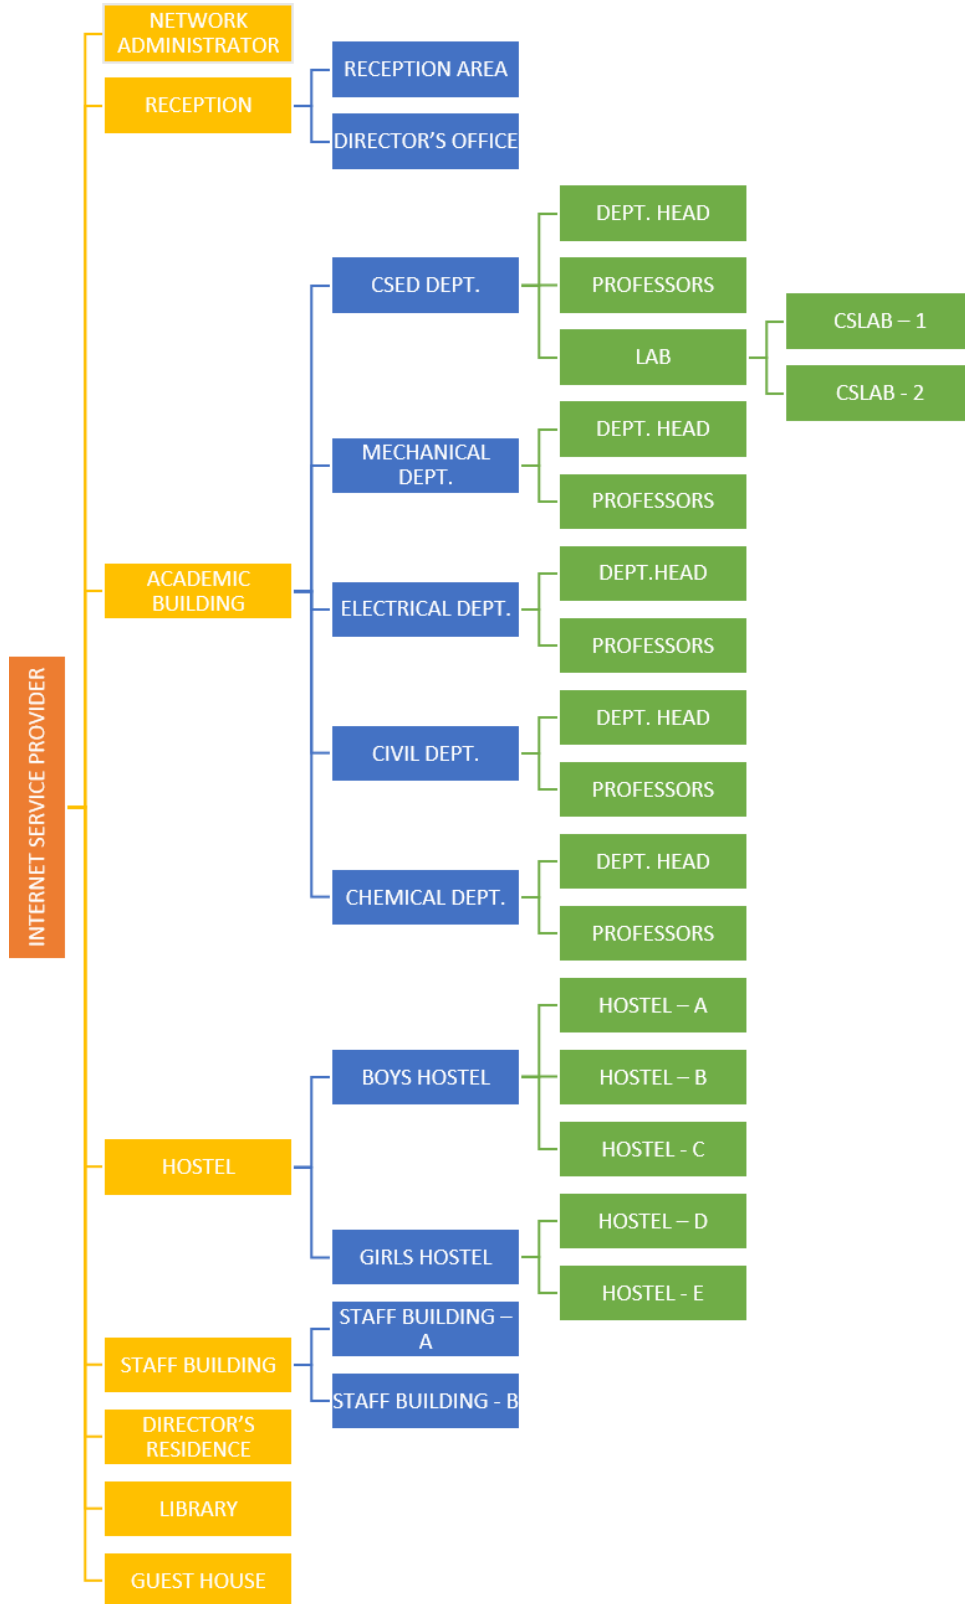 NETWORK
ADMINISTRATOR
RECEPTION
RECEPTION AREA
DIRECTOR'S OFFICE
ACADEMIC
BUILDING
CSED DEPT.
DEPT. HEAD
PROFESSORS
LAB
CSLAB – 1
CSLAB - 2
MECHANICAL
DEPT.
DEPT. HEAD
PROFESSORS
ELECTRICAL DEPT.
DEPT.HEAD
PROFESSORS
CIVIL DEPT.
DEPT. HEAD
PROFESSORS
CHEMICAL DEPT.
DEPT. HEAD
PROFESSORS
INTERNET SERVICE PROVIDER
HOSTEL
BOYS HOSTEL
HOSTEL – A
HOSTEL – B
HOSTEL - C
GIRLS HOSTEL
HOSTEL – D
HOSTEL - E
STAFF BUILDING
STAFF BUILDING –
A
STAFF BUILDING - B
DIRECTOR'S
RESIDENCE
LIBRARY
GUEST HOUSE